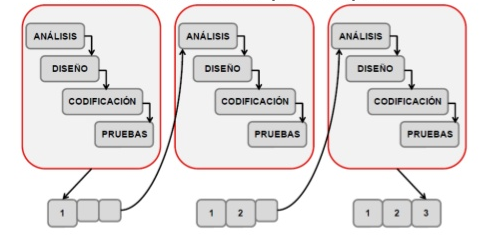 ANÁLISIS
DISEÑO
CODIFICACIÓN
PRUEBAS
ANÁLISIS
DISEÑO
CODIFICACIÓN
PRUEBAS
ANÁLISIS
DISEÑO
CODIFICACIÓN
PRUEBAS
1
1 2
1 2 3